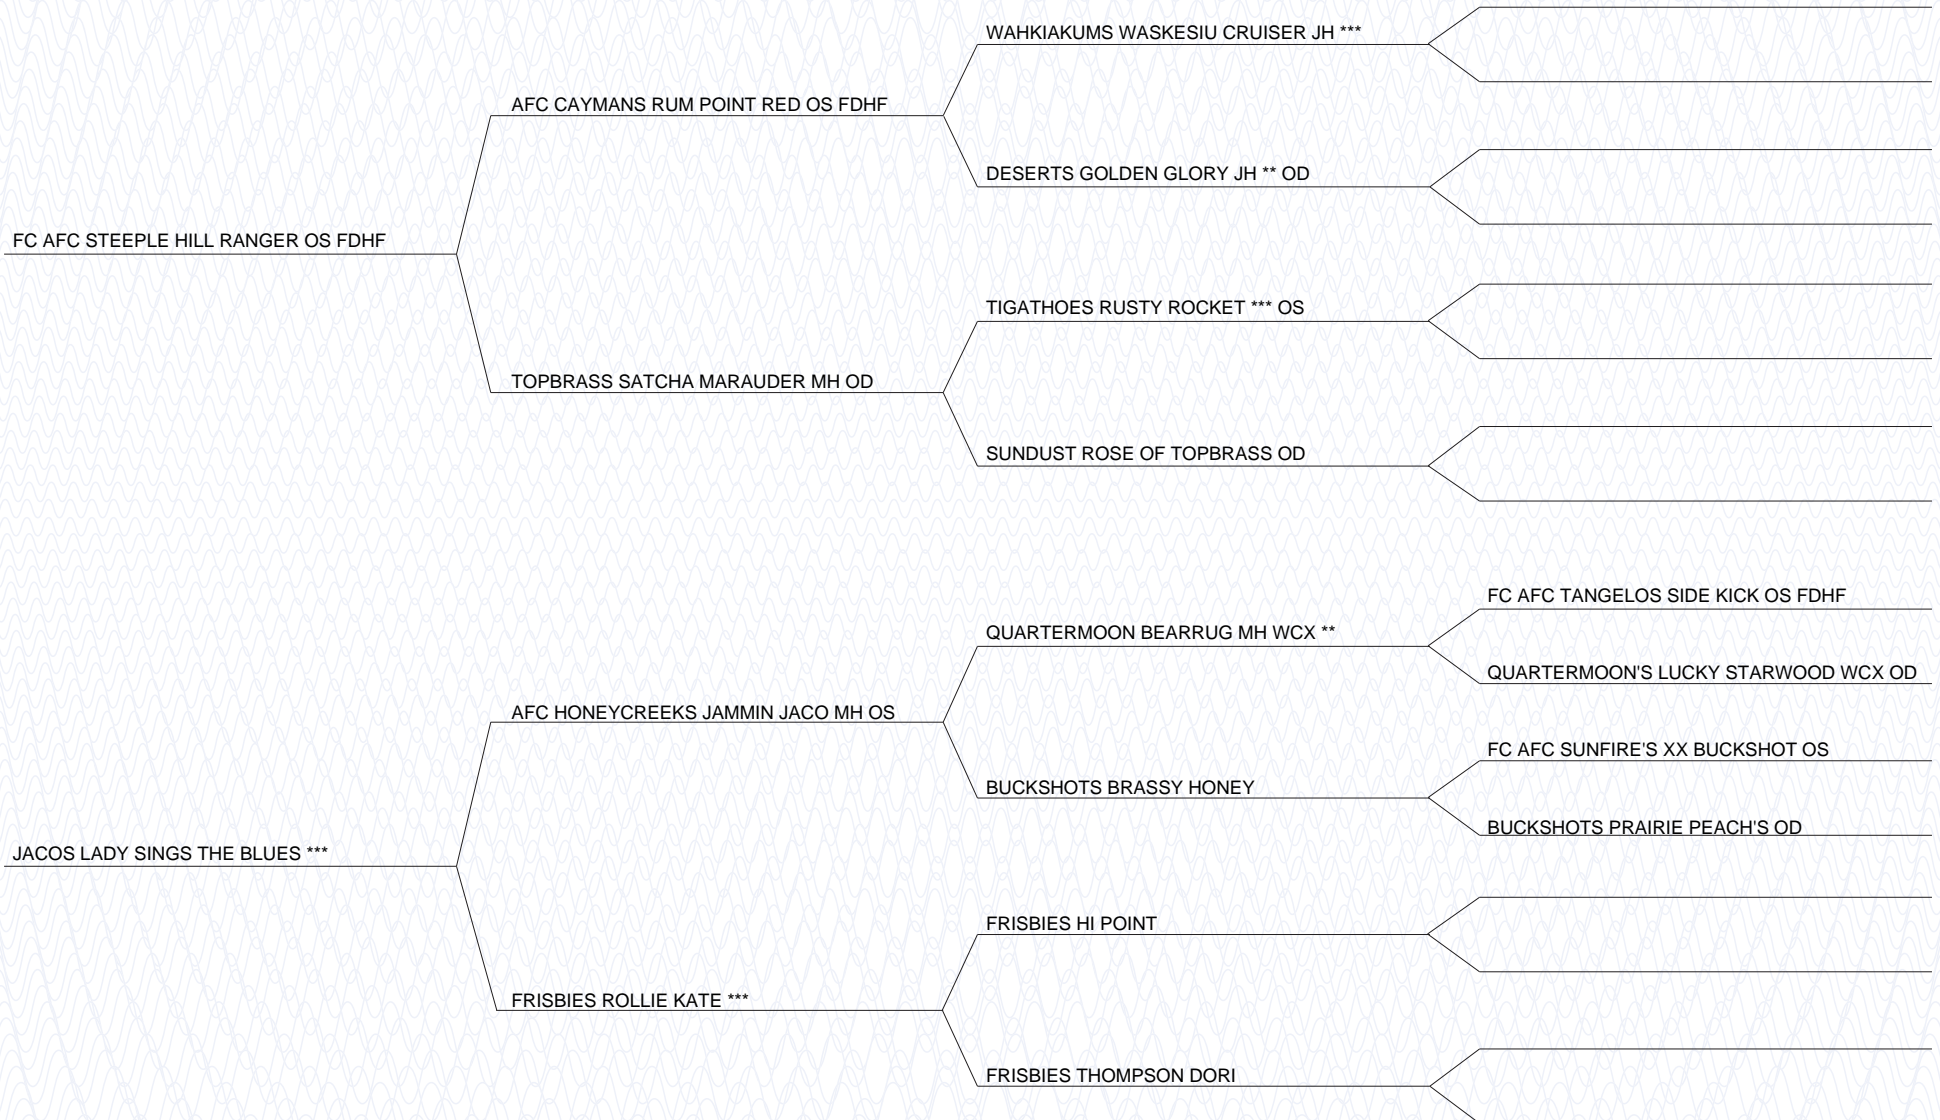 WAHKIAKUMS WASKESIU CRUISER JH ***
AFC CAYMANS RUM POINT RED OS FDHF
DESERTS GOLDEN GLORY JH ** OD
FC AFC STEEPLE HILL RANGER OS FDHF
TIGATHOES RUSTY ROCKET *** OS
TOPBRASS SATCHA MARAUDER MH OD
SUNDUST ROSE OF TOPBRASS OD
FC AFC TANGELOS SIDE KICK OS FDHF
QUARTERMOON BEARRUG MH WCX **
QUARTERMOON'S LUCKY STARWOOD WCX OD
AFC HONEYCREEKS JAMMIN JACO MH OS
FC AFC SUNFIRE'S XX BUCKSHOT OS
BUCKSHOTS BRASSY HONEY
BUCKSHOTS PRAIRIE PEACH'S OD
JACOS LADY SINGS THE BLUES ***
FRISBIES HI POINT
FRISBIES ROLLIE KATE ***
FRISBIES THOMPSON DORI